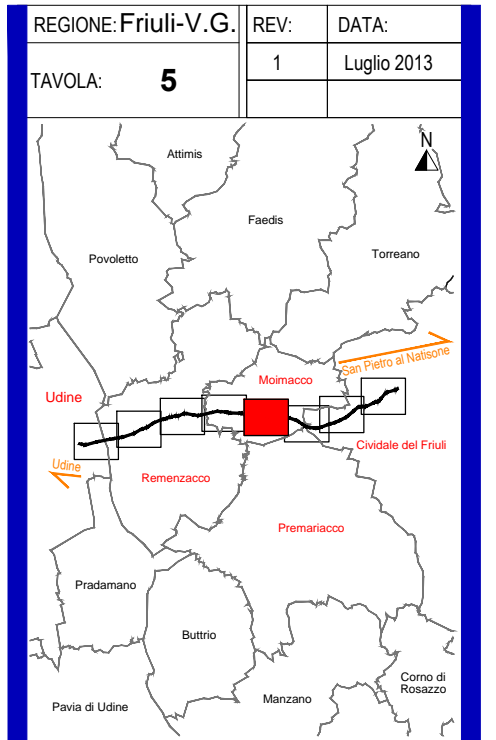 REGIONE: Friuli-V.G.
REV:
DATA:
TAVOLA: 5
1
Luglio 2013
N
Attimis
Faedis
Povoletto
Torreano
San Pietro al Natisone
Moimacco
Udine
Cividale del Friuli
Udine
Remenzacco
Premariacco
Pradamano
Buttrio
Corno di
Rosazzo
Manzano
Pavia di Udine